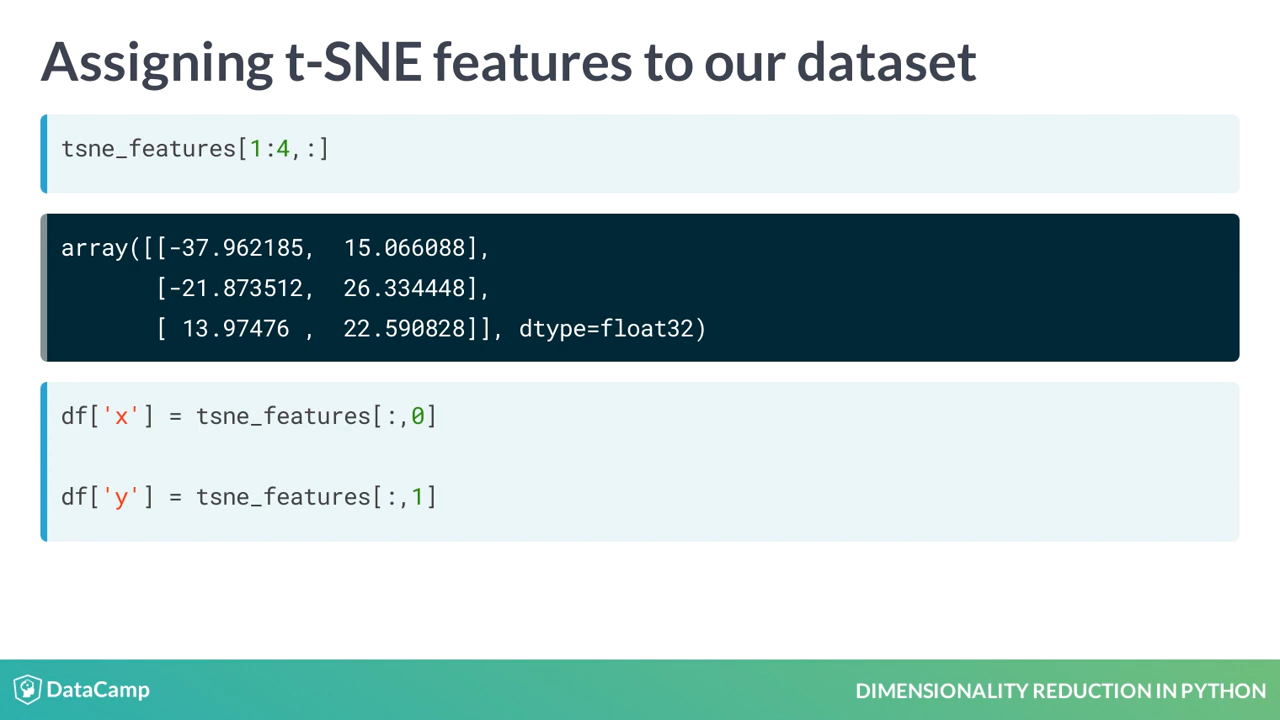 Assigning t-SNE features to our dataset
tsne_features[1:4,:]
array([[-37.962185,  15.066088],
       [-21.873512,  26.334448],
       [ 13.97476 ,  22.590828]], dtype=float32)
df['x'] = tsne_features[:,0]
df['y'] = tsne_features[:,1]
DataCamp
DIMENSIONALITY REDUCTION IN PYTHON